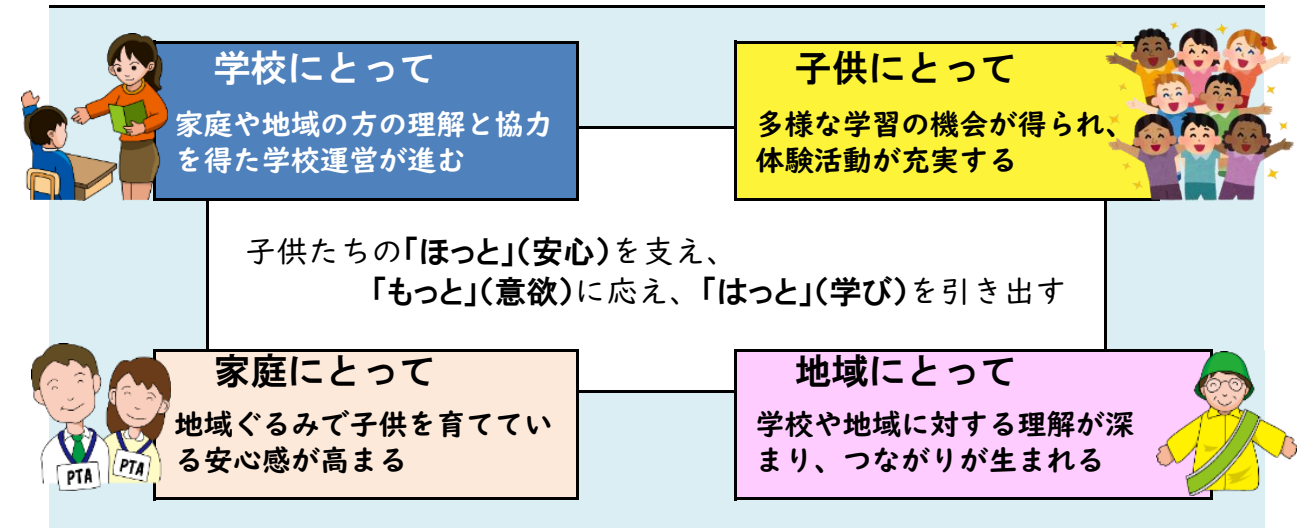 学校にとって
家庭や地域の方の理解と協力
を得た学校運営が進む
子供にとって
多様な学習の機会が得られ、
体験活動が充実する
子供たちの「ほっと」(安心)を支え、
「もっと」(意欲)に応え、「はっと」(学び)を引き出す
家庭にとって
地域ぐるみで子供を育ててい
る安心感が高まる
PTA
PTA
地域にとって
学校や地域に対する理解が深
まり、つながりが生まれる